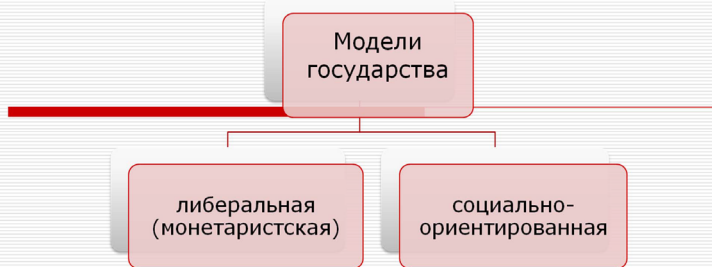 Модели
государства
либеральная
(монетаристская)
социально-
ориентированная